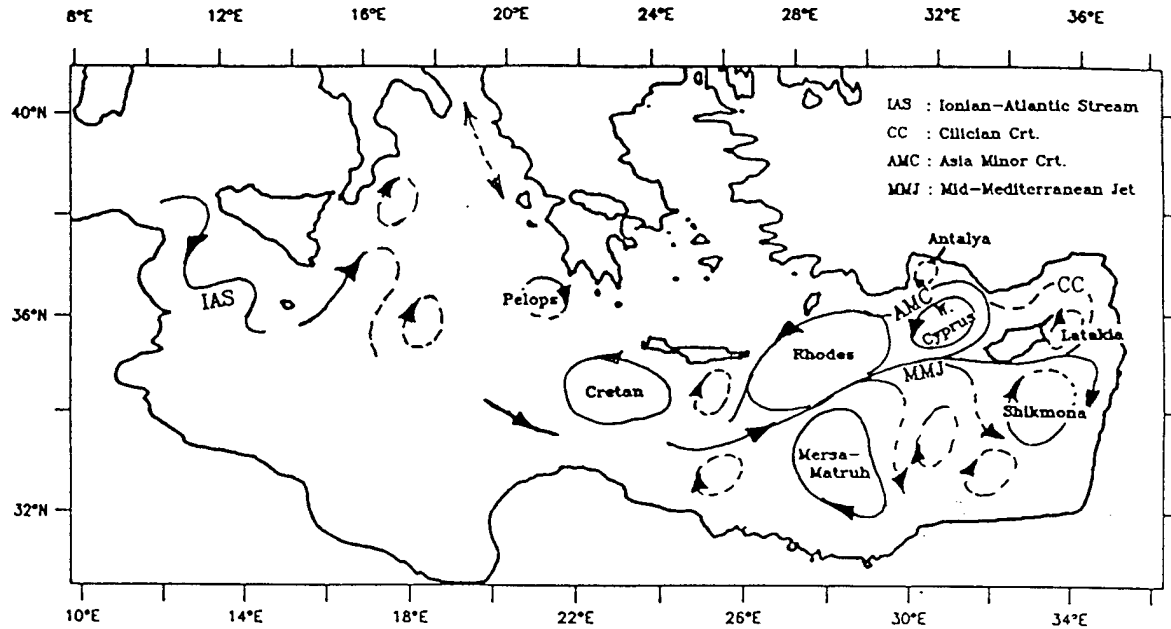 8°E 12°E 16°E 20°E 24°E 28°E 32°E 36°E
40°N
IAS : Ionian-Atlantic Stream
CC : Cilician Crt.
AMC : Asia Minor Crt.
MMJ : Mid-Mediterranean Jet
Antalya
IAS
Pelops
AMC
CC
36°N
W.
Cyprus
Latakia
Rhodes
MMJ
Cretan
Shikmona
Mersa-
Matruh
32°N
10°E 14°E 18°E 22°E 26°E 30°E 34°E